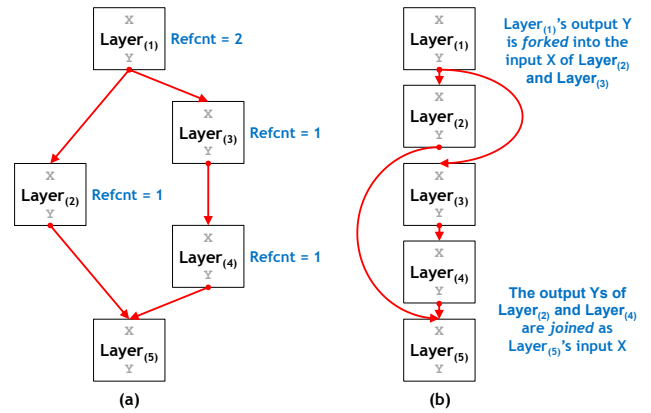 X
Layer(1) Refcnt = 2
Y
X
Layer(3) Refcnt = 1
Y
X
Layer(2) Refcnt = 1
Y
X
Layer(4) Refcnt = 1
Y
X
Layer(5)
Y
(a)
X
Layer(1)
Y
X
Layer(2)
Y
X
Layer(3)
Y
X
Layer(4)
Y
X
Layer(5)
Y
(b)
Layer(1)'s output Y
is forked into the
input X of Layer(2)
and Layer(3)
The output Ys of
Layer(2) and Layer(4)
are joined as
Layer(5)'s input X